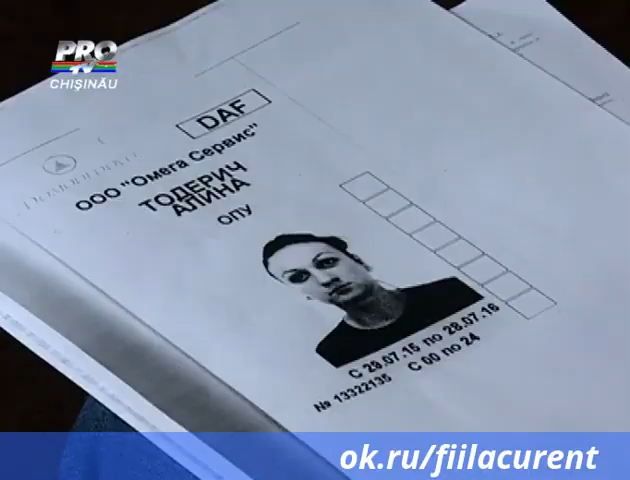 PRO
TV
CHIȘINĂU
DAF
ООО "Омега Сервис"
ТОДЕРИЧ
АЛИНА
ОПУ
С 29.07.15 по 28.07.16
№ 13322135 С 00 по 24
ok.ru/fiilacurent